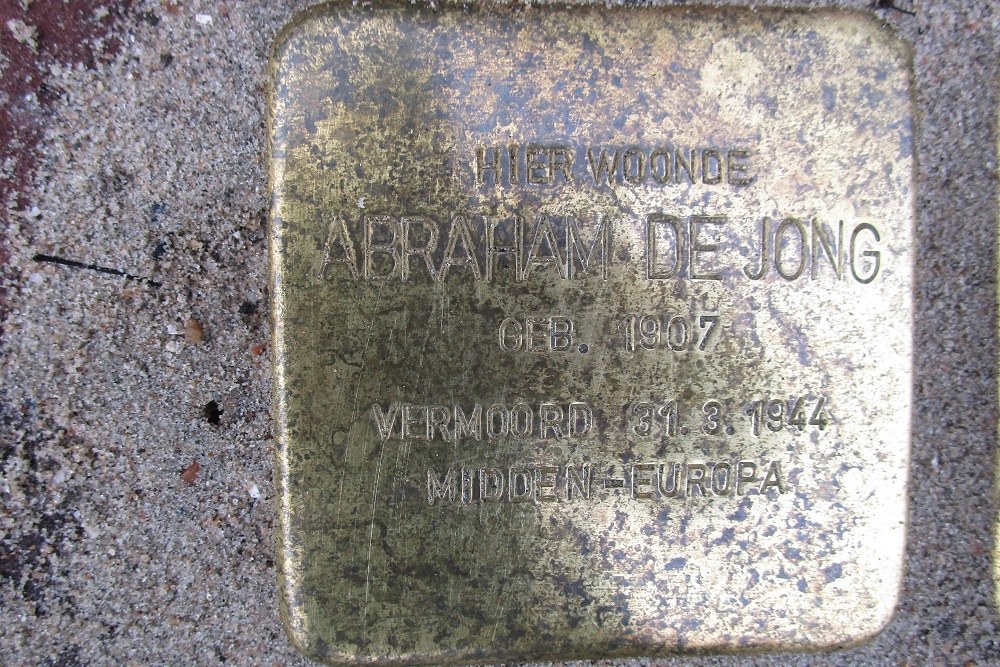 HIER WOONDE
ABRAHAM DE JONG
GEB. 1907
VERMOORD 31.3.1944
MIDDEN-EUROPA